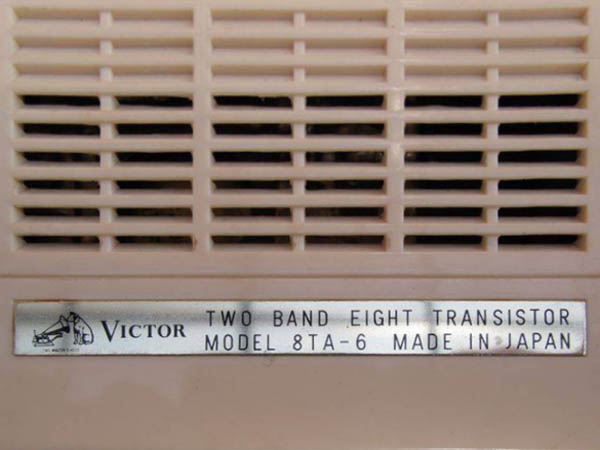 VICTOR
TWO BAND EIGHT TRANSISTOR
MODEL 8TA-6 MADE IN JAPAN